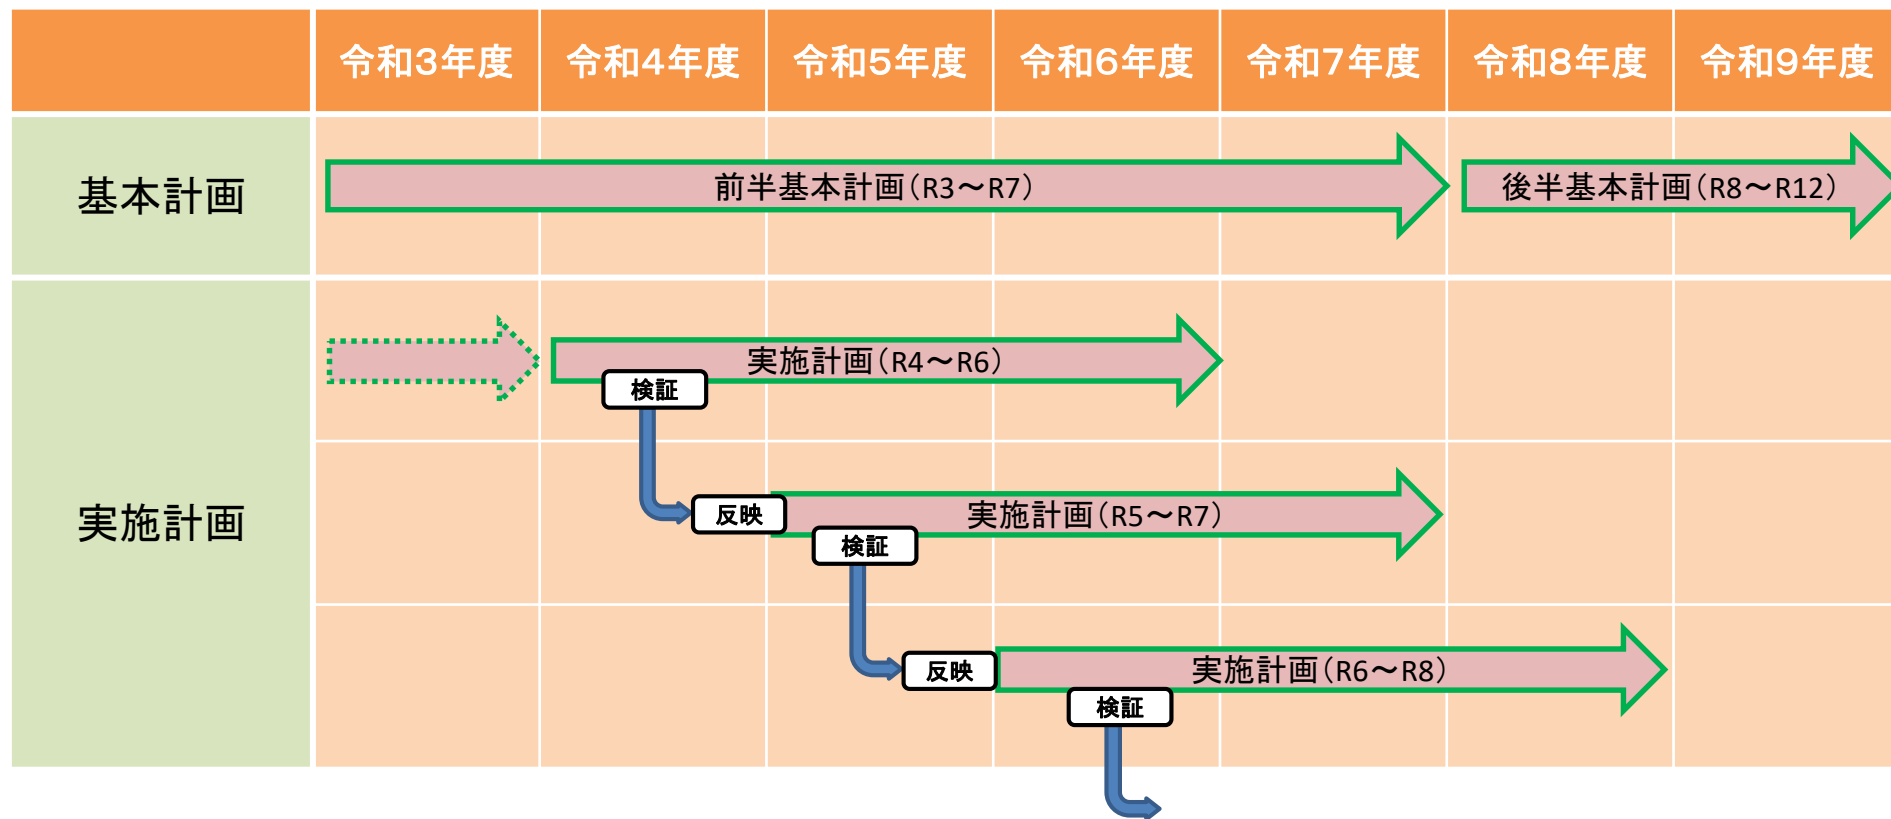 令和3年度 令和4年度 令和5年度 令和6年度 令和7年度 令和8年度 令和9年度
基本計画
前半基本計画(R3～R7)
後半基本計画(R8～R12)
実施計画
実施計画(R4～R6)
検証
反映
実施計画(R5～R7)
検証
反映
実施計画(R6～R8)
検証